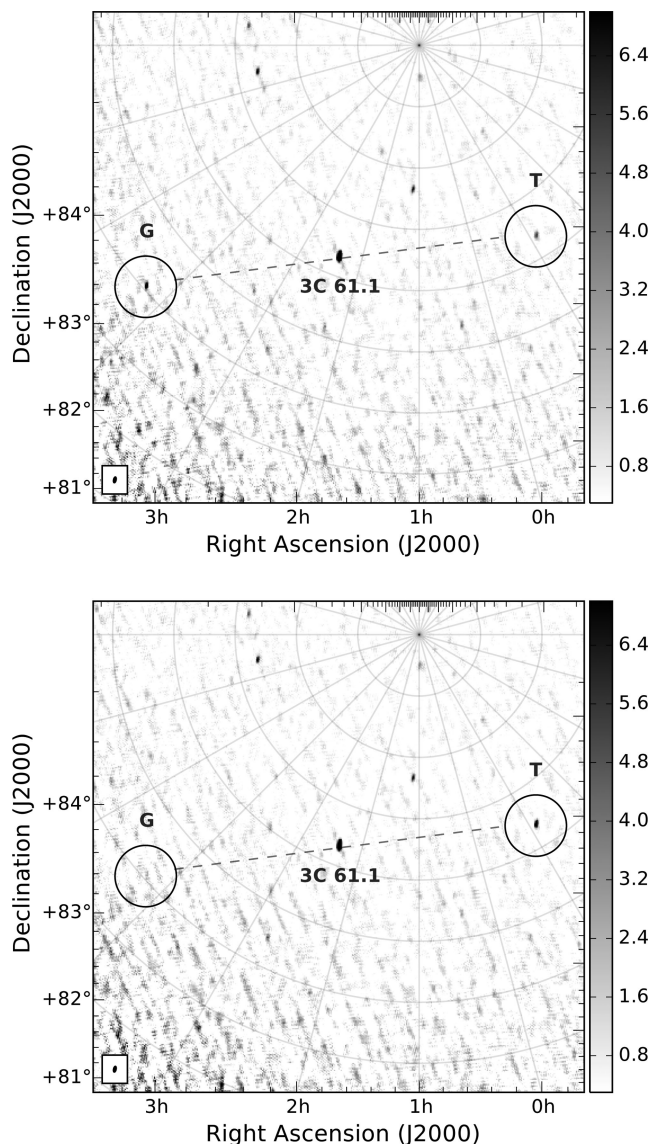 T
G
3C 61.1
+84°
+83°
+82°
+81°
Declination (J2000)
3h
2h
1h
0h
Right Ascension (J2000)
6.4
5.6
4.8
4.0
3.2
2.4
1.6
0.8
T
G
3C 61.1
+84°
+83°
+82°
+81°
Declination (J2000)
3h
2h
1h
0h
Right Ascension (J2000)
6.4
5.6
4.8
4.0
3.2
2.4
1.6
0.8